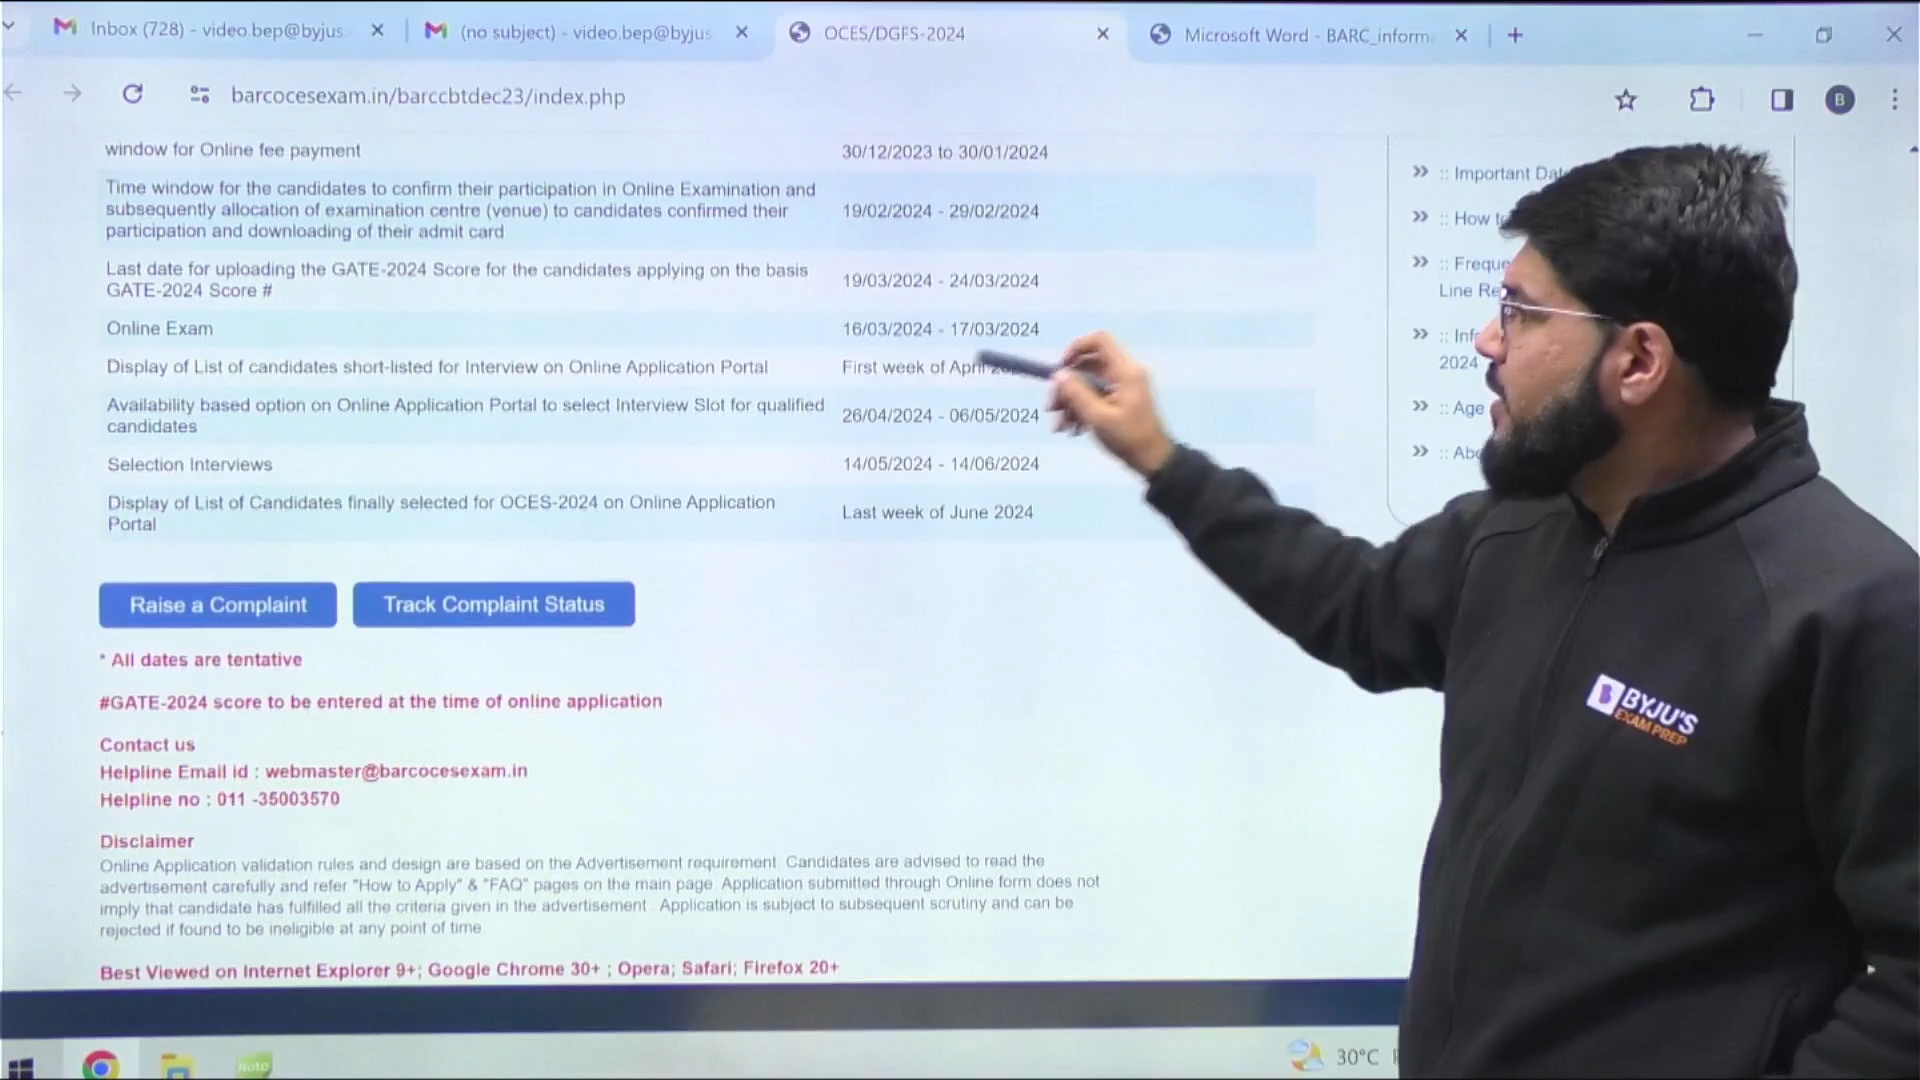 Inbox (728) - video.bep@byjus.
(no subject) - video.bep@byjus
OCES/DGFS-2024
Microsoft Word - BARC_inform
barcocesexam.in/barccbtdec23/index.php
B
window for Online fee payment 30/12/2023 to 30/01/2024
Time window for the candidates to confirm their participation in Online Examination and
subsequently allocation of examination centre (venue) to candidates confirmed their 19/02/2024 - 29/02/2024
participation and downloading of their admit card
Last date for uploading the GATE-2024 Score for the candidates applying on the basis
GATE-2024 Score # 19/03/2024 - 24/03/2024
Online Exam 16/03/2024 - 17/03/2024
Display of List of candidates short-listed for Interview on Online Application Portal First week of April
Availability based option on Online Application Portal to select Interview Slot for qualified
candidates 26/04/2024 - 06/05/2024
Selection Interviews 14/05/2024 - 14/06/2024
Display of List of Candidates finally selected for OCES-2024 on Online Application
Portal Last week of June 2024
Raise a Complaint Track Complaint Status
* All dates are tentative
#GATE-2024 score to be entered at the time of online application
Contact us
Helpline Email id : webmaster@barcocesexam.in
Helpline no : 011 -35003570
Disclaimer
Online Application validation rules and design are based on the Advertisement requirement. Candidates are advised to read the
advertisement carefully and refer "How to Apply" & "FAQ" pages on the main page. Application submitted through Online form does not
imply that candidate has fulfilled all the criteria given in the advertisement . Application is subject to subsequent scrutiny and can be
rejected if found to be ineligible at any point of time.
Best Viewed on Internet Explorer 9+; Google Chrome 30+ ; Opera; Safari; Firefox 20+
>> :: Important
>> :: How
>> ::
Line
>> ::
2024
>> :: Age
>> ::
B BYJU'S
EXAM PREP
Noto
30°C